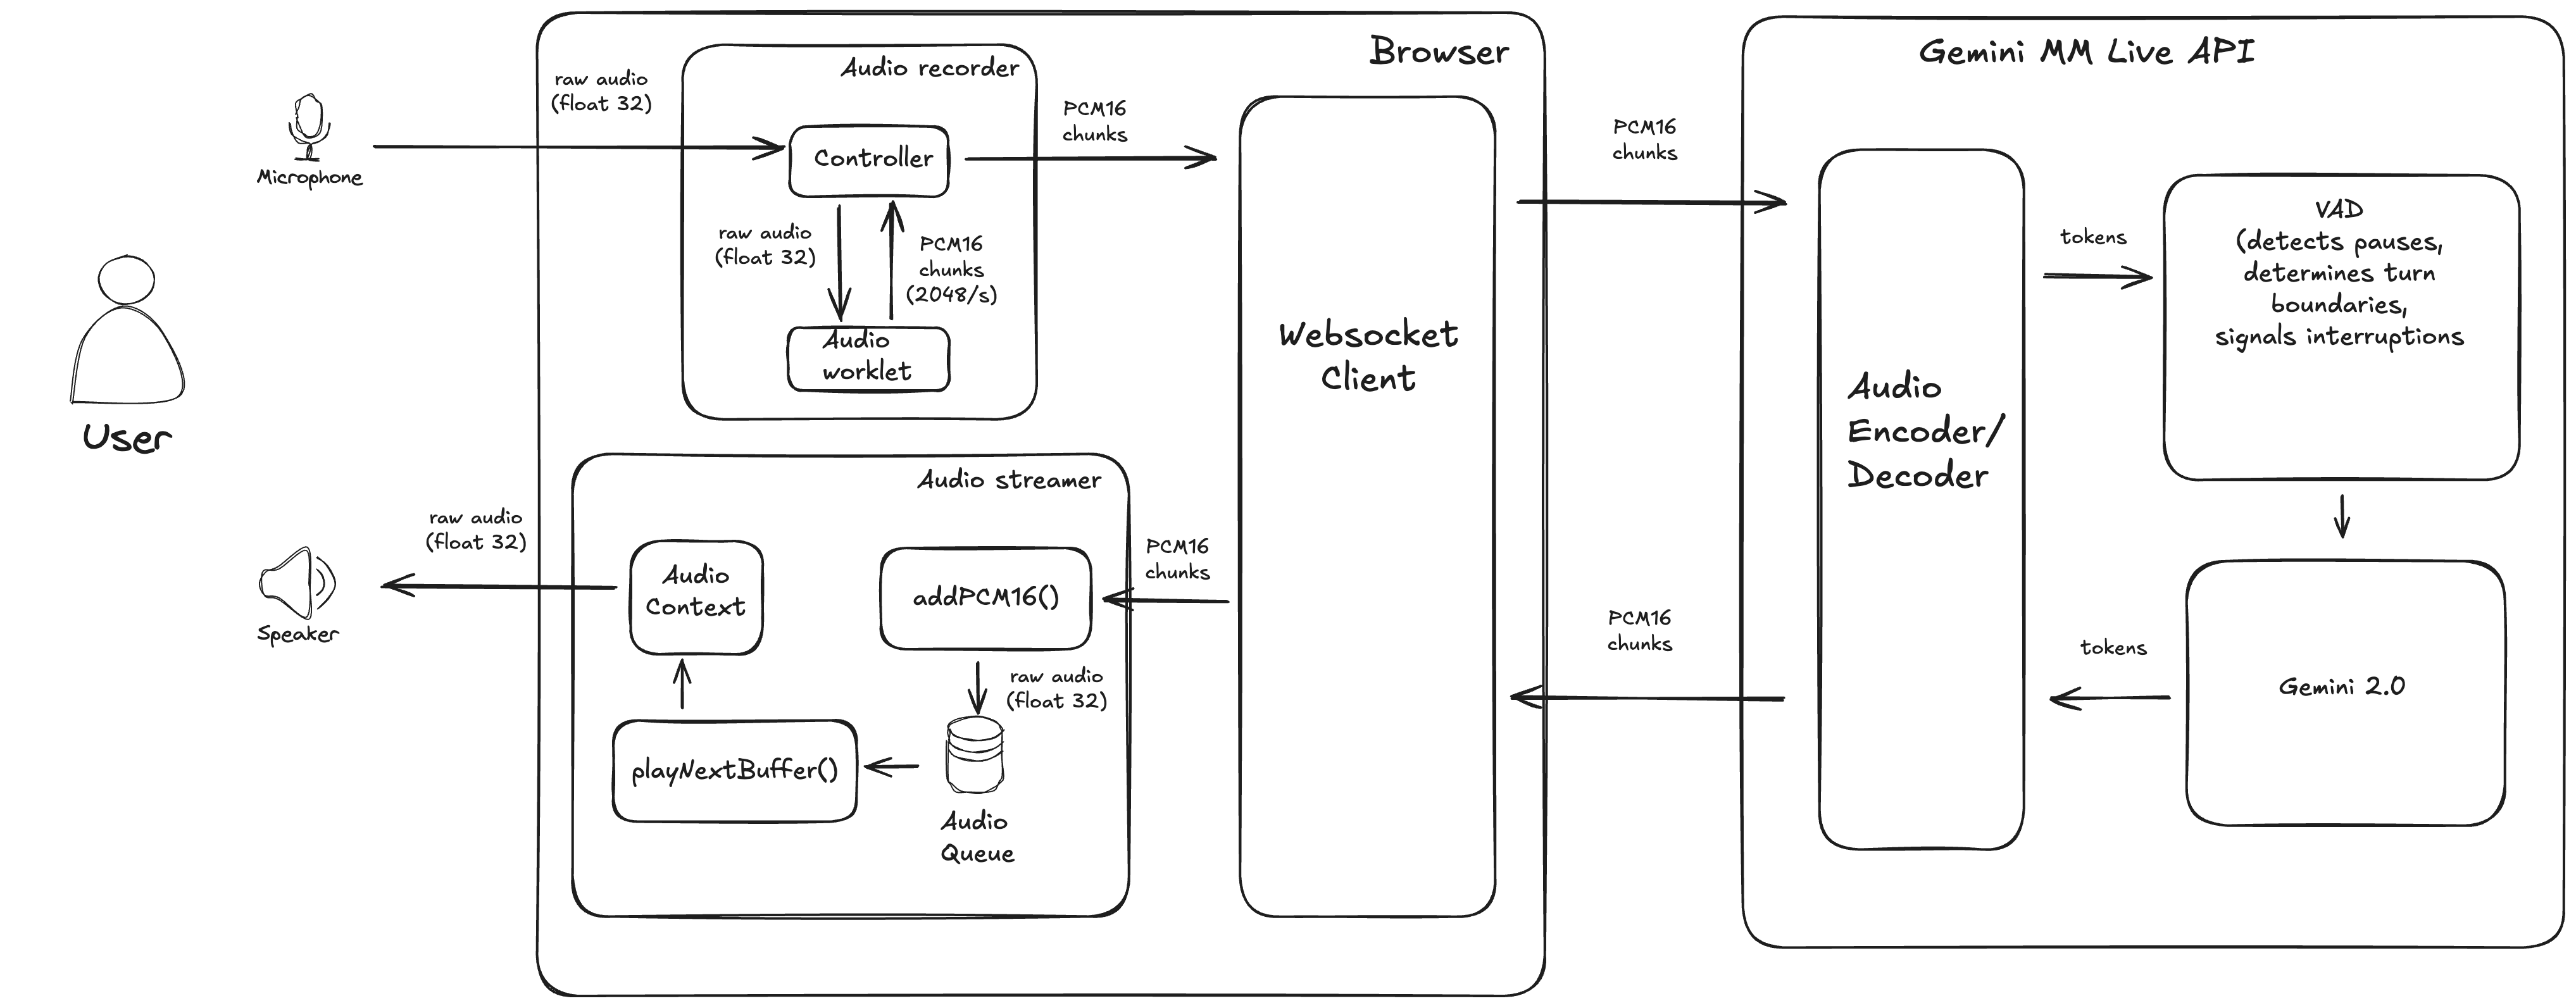 Browser
Audio recorder
raw audio
(float 32)
Microphone
Controller
PCM16
chunks
raw audio
(float 32)
PCM16
chunks
(2048/s)
Audio
worklet
User
Audio streamer
raw audio
(float 32)
Speaker
Audio
Context
addPCM16()
PCM16
chunks
raw audio
(float 32)
playNextBuffer()
Audio
Queue
Websocket
Client
PCM16
chunks
PCM16
chunks
Gemini MM Live API
Audio
Encoder/
Decoder
tokens
VAD
(detects pauses,
determines turn
boundaries,
signals interruptions
tokens
Gemini 2.0